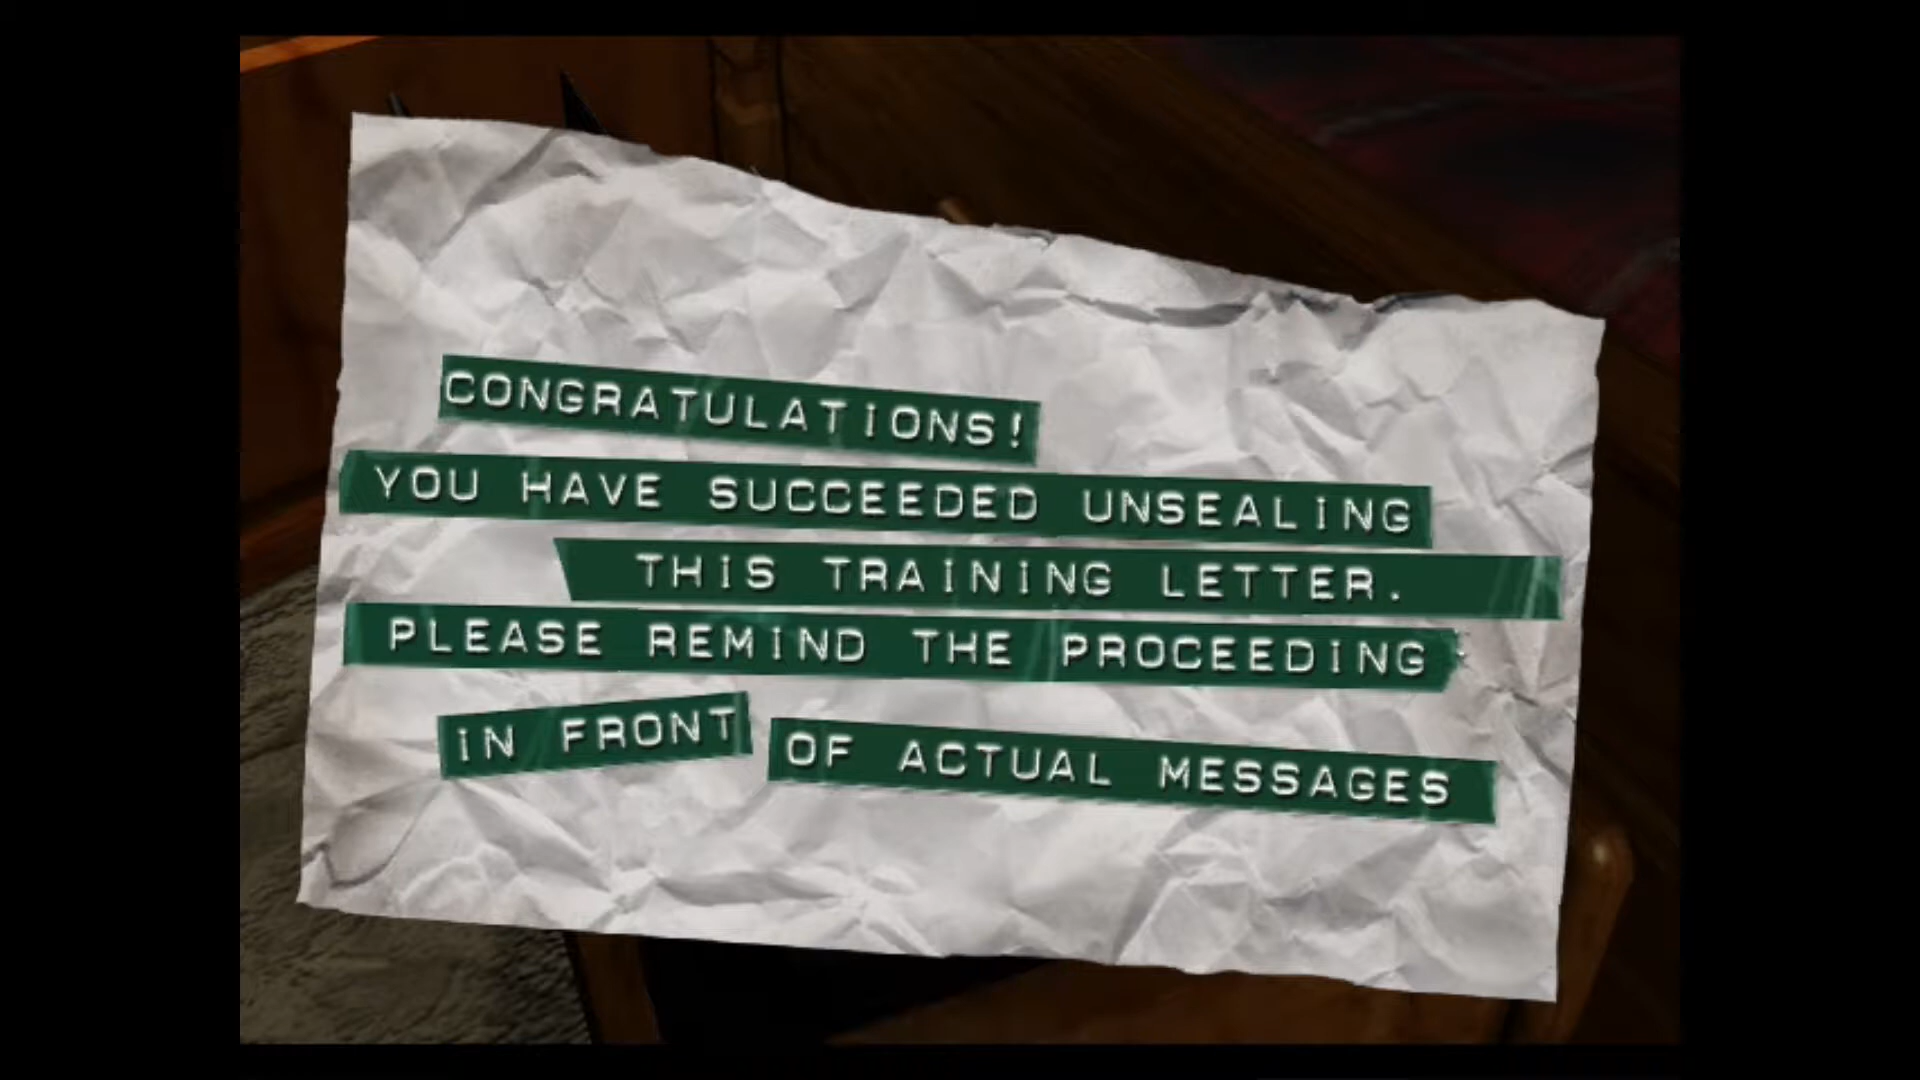 CONGRATULATIONS!
YOU HAVE SUCCEEDED UNSEALING
THIS TRAINING LETTER.
PLEASE REMIND THE PROCEEDING
IN FRONT OF ACTUAL MESSAGES